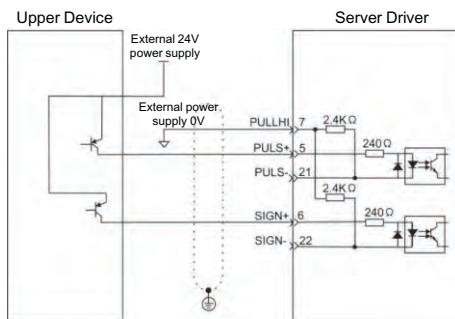 Upper Device
Server Driver
External 24V
power supply
External power
supply 0V
PULLHI 7
2.4KΩ
PULS+ 5
240Ω
PULS- 21
2.4KΩ
SIGN+ 6
240Ω
SIGN- 22